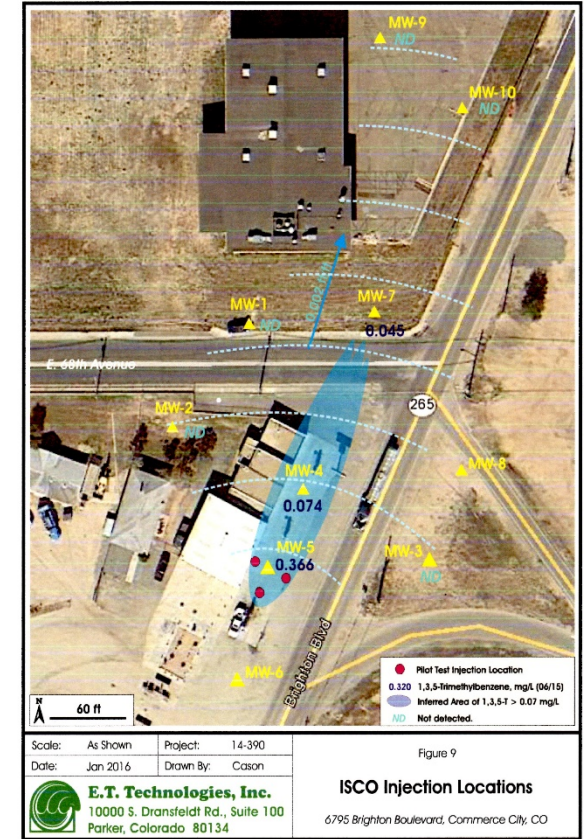 MW-9
ND
MW-10
ND
0.002 ft/ft
MW-1
ND
MW-7
0.045
E. 68th Avenue
265
MW-2
ND
MW-4
0.074
MW-8
MW-5
0.366
MW-3
ND
MW-6
Brighton Blvd
N
60 ft
Pilot Test Injection Location
0.320 1,3,5-Trimethylbenzene, mg/L (06/15)
Inferred Area of 1,3,5-T > 0.07 mg/L
ND Not detected.
Scale: As Shown Project: 14-390
Date: Jan 2016 Drawn By: Cason
E.T. Technologies, Inc.
10000 S. Dransfeldt Rd., Suite 100
Parker, Colorado 80134
Figure 9
ISCO Injection Locations
6795 Brighton Boulevard, Commerce City, CO